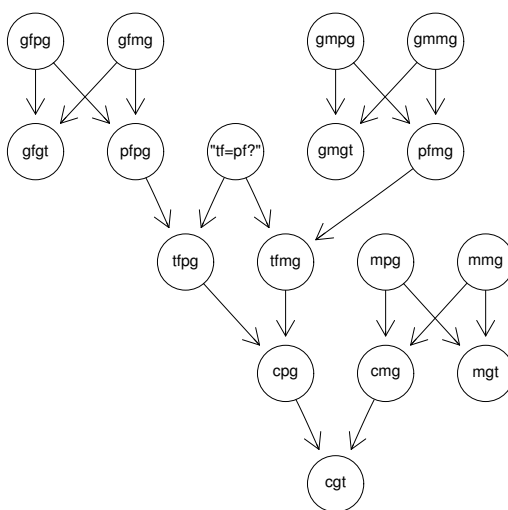 gfpg gfmg gmpg gmmg
gfgt pfpg "tf=pf?" gmgt pfmg
tfpg tfmg mpg mmg
cpg cmg mgt
cgt